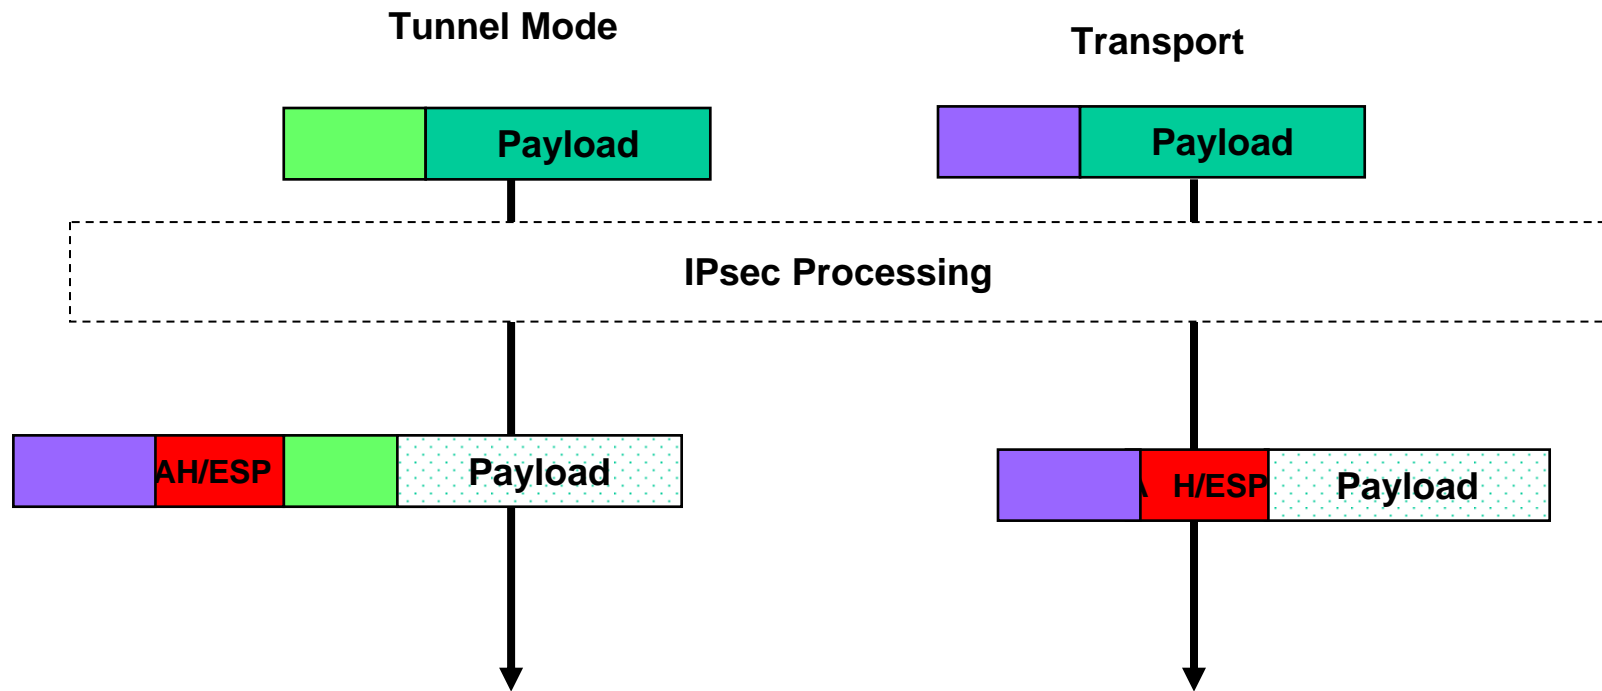 Tunnel Mode
Transport
Payload
Payload
IPsec Processing
AH/ESP
Payload
A H/ESP
Payload